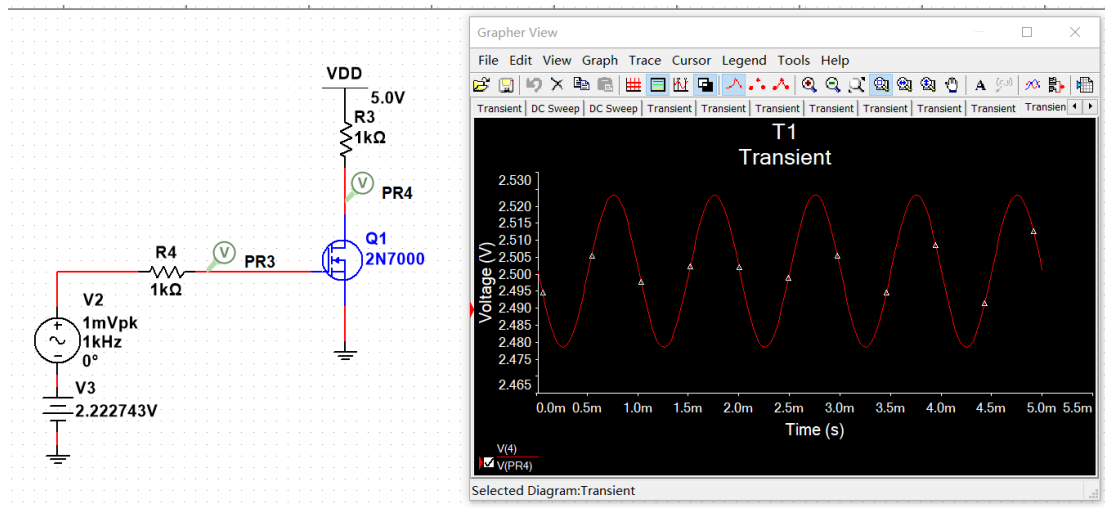 VDD
5.0V
R3
1kΩ
PR4
Q1
2N7000
R4
1kΩ
PR3
V2
1mVpk
1kHz
0°
V3
2.222743V
Grapher View
File Edit View Graph Trace Cursor Legend Tools Help
Transient DC Sweep DC Sweep Transient Transient Transient Transient Transient Transient Transient Transien
T1
Transient
2.530
2.520
2.515
2.510
2.505
2.500
2.495
2.490
2.485
2.480
2.475
2.465
Voltage (V)
0.0m 0.5m 1.0m 1.5m 2.0m 2.5m 3.0m 3.5m 4.0m 4.5m 5.0m 5.5m
Time (s)
V(4)
V(PR4)
Selected Diagram:Transient